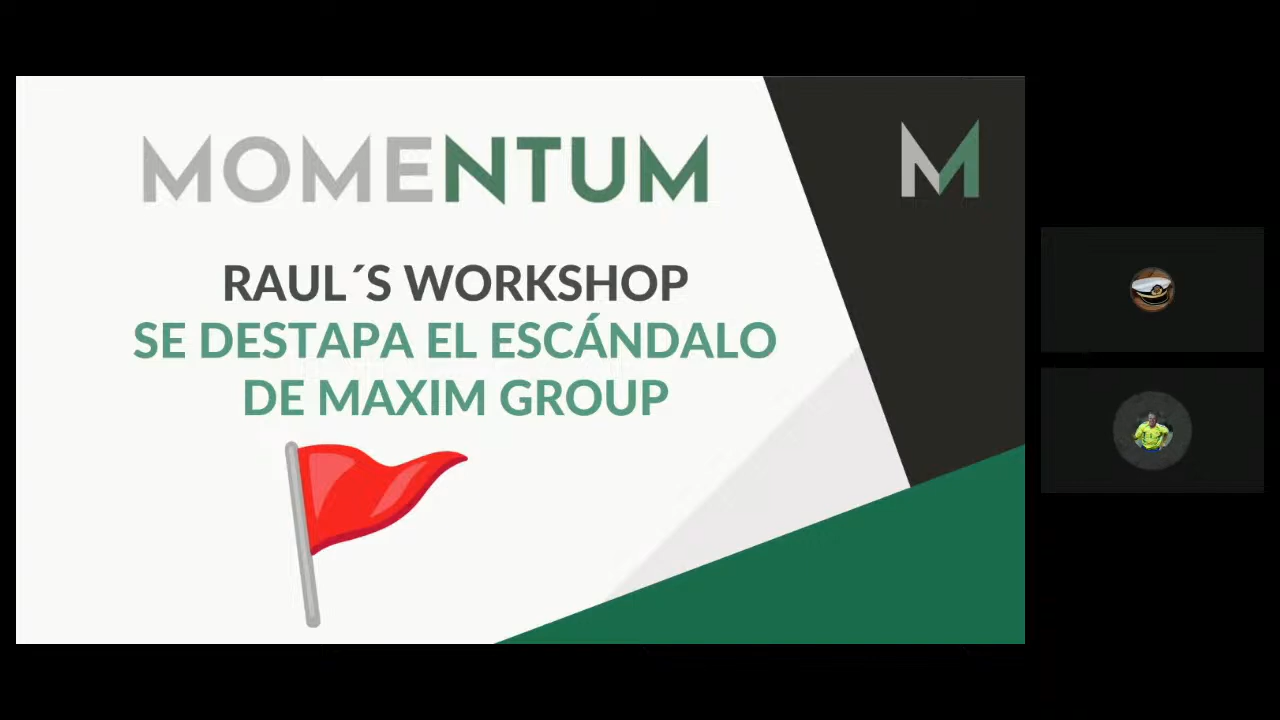 MOMENTUM
M
RAUL´S WORKSHOP
SE DESTAPA EL ESCÁNDALO
DE MAXIM GROUP